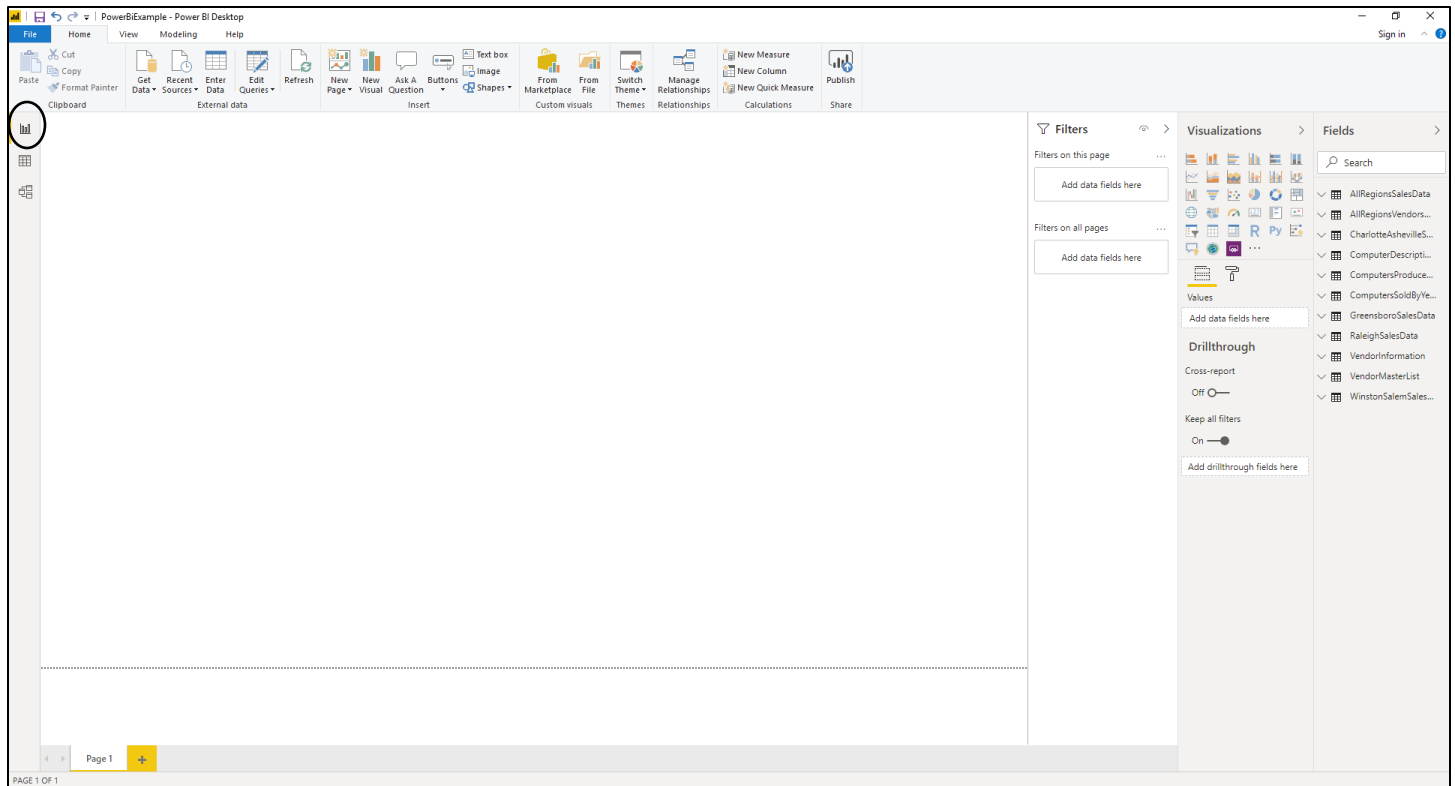 PowerBiExample - Power BI Desktop
File Home View Modeling Help Sign in
Paste Cut Copy Format Painter
Clipboard
Get Data Recent Sources Enter Data Edit Queries Refresh
External data
New Page New Visual Ask A Question Buttons Text box Image Shapes
Insert
From Marketplace From File
Custom visuals
Switch Theme
Themes
Manage Relationships
Relationships
New Measure
New Column
New Quick Measure
Calculations
Publish
Share
Filters
Filters on this page ...
Add data fields here
Filters on all pages ...
Add data fields here
Visualizations
R Py
...
Values
Add data fields here
Drillthrough
Cross-report
Off
Keep all filters
On
Add drillthrough fields here
Fields
Search
AllRegionsSalesData
AllRegionsVendors...
CharlotteAshevilleS...
ComputerDescripti...
ComputersProduce...
ComputersSoldByYe...
GreensboroSalesData
RaleighSalesData
VendorInformation
VendorMasterList
WinstonSalemSales...
Page 1 +
PAGE 1 OF 1